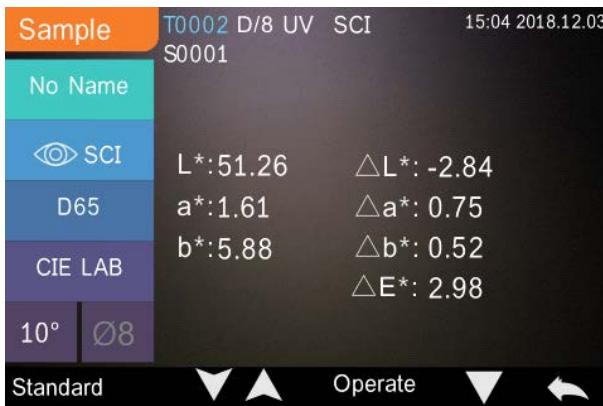 Sample
T0002 D/8 UV SCI 15:04 2018.12.03
S0001
No Name
SCI
D65
CIE LAB
10° Ø8
L*:51.26 △L*: -2.84
a*:1.61 △a*: 0.75
b*:5.88 △b*: 0.52
△E*: 2.98
Standard Operate